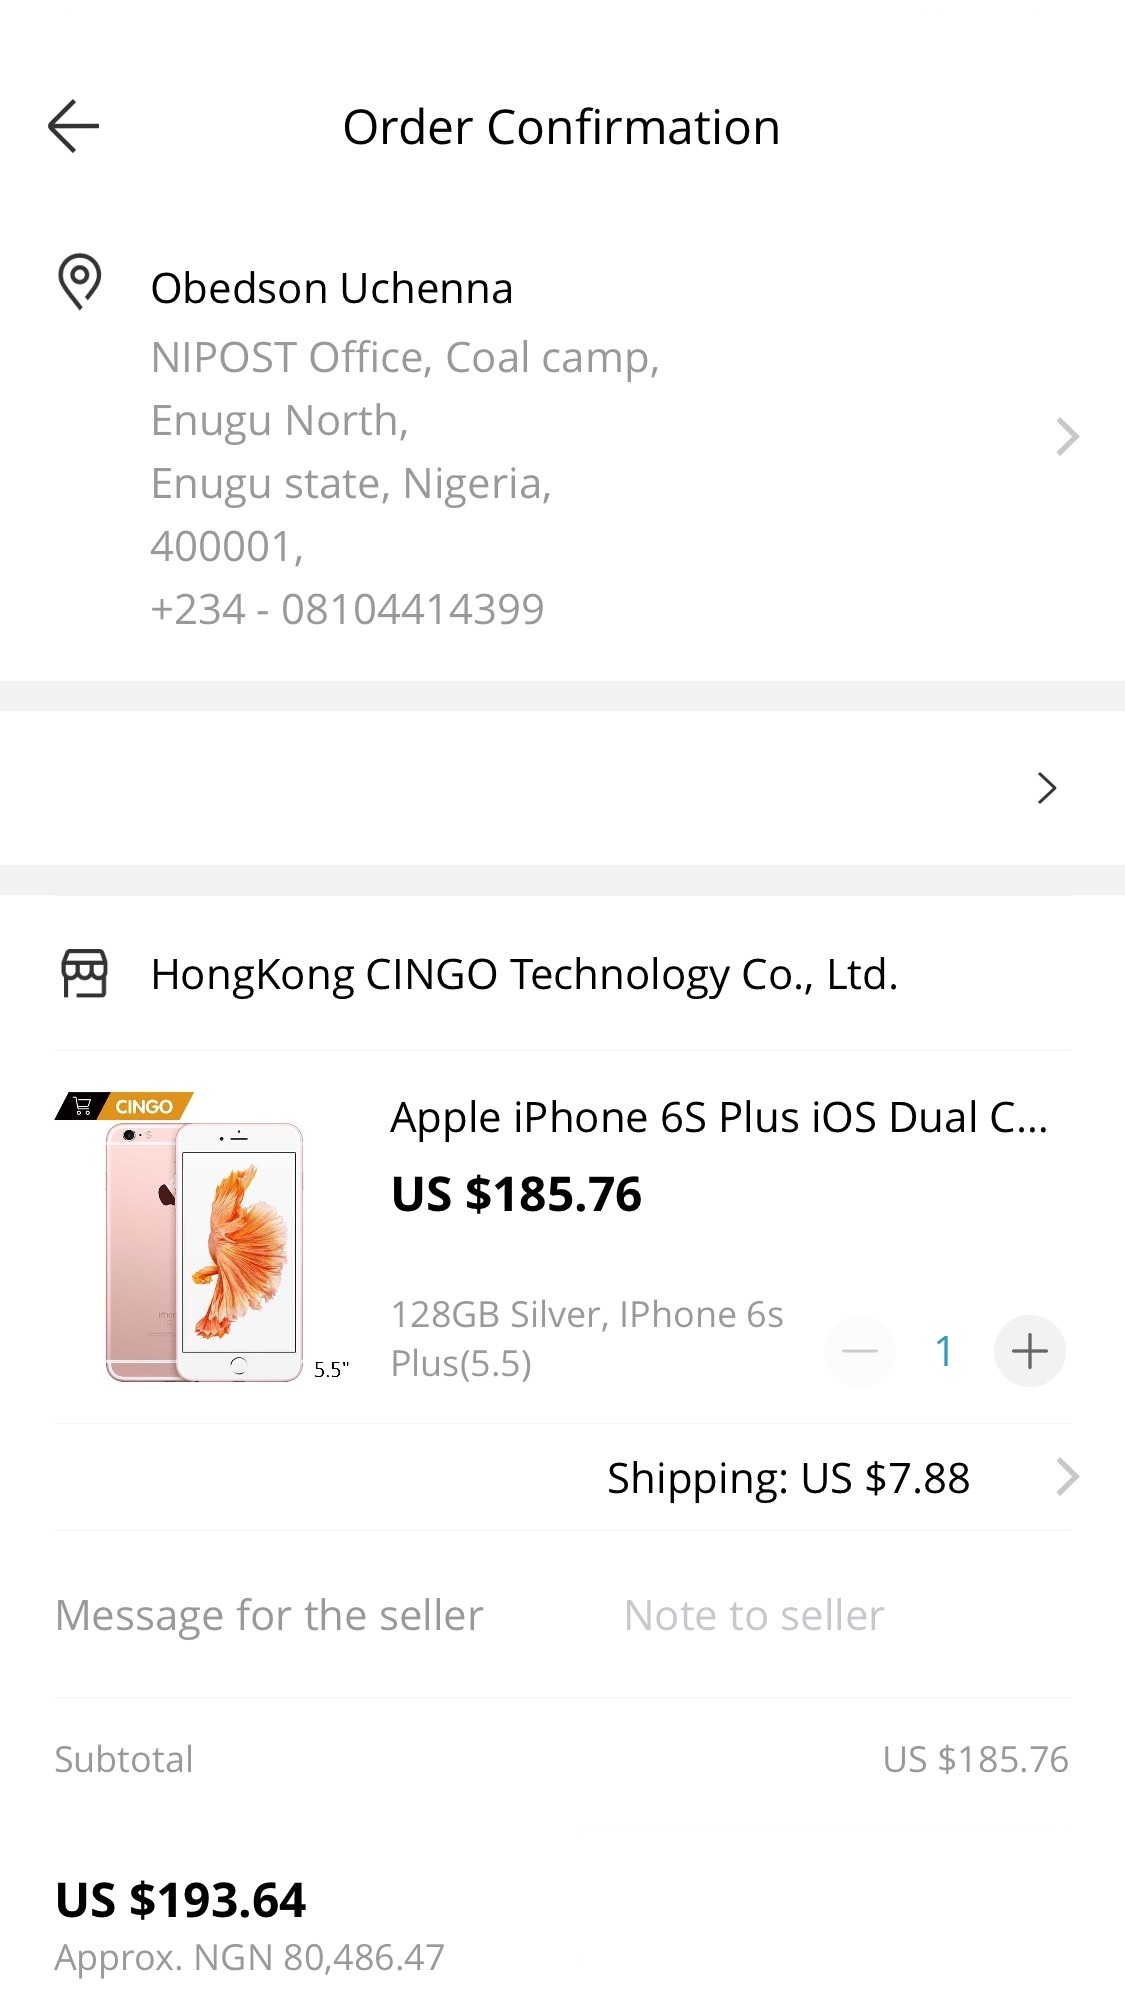 Order Confirmation
Obedson Uchenna
NIPOST Office, Coal camp,
Enugu North,
Enugu state, Nigeria,
400001,
+234 - 08104414399
HongKong CINGO Technology Co., Ltd.
CINGO
5.5"
Apple iPhone 6S Plus iOS Dual C...
US $185.76
128GB Silver, IPhone 6s
Plus(5.5)
1
Shipping: US $7.88
Message for the seller Note to seller
Subtotal US $185.76
US $193.64
Approx. NGN 80,486.47